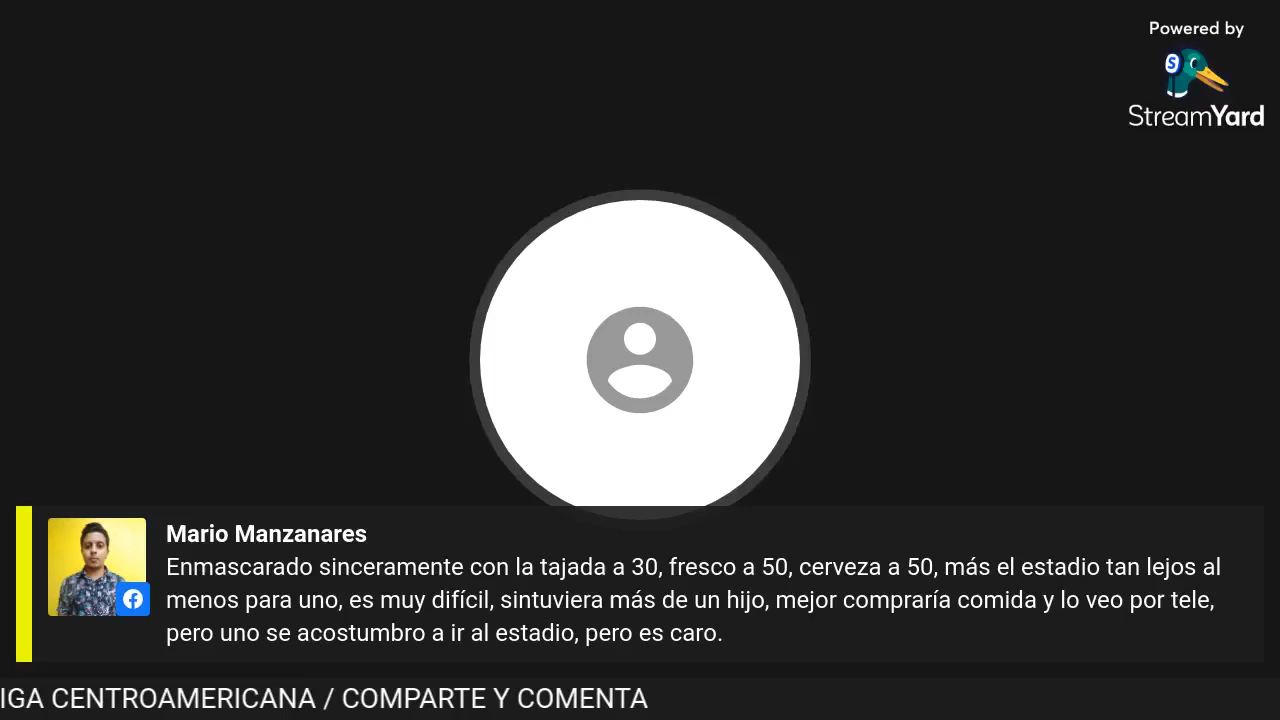 Powered by
S
StreamYard
Mario Manzanares
Enmascarado sinceramente con la tajada a 30, fresco a 50, cerveza a 50, más el estadio tan lejos al
menos para uno, es muy difícil, sintuviera más de un hijo, mejor compraría comida y lo veo por tele,
pero uno se acostumbro a ir al estadio, pero es caro.
IGA CENTROAMERICANA / COMPARTE Y COMENTA